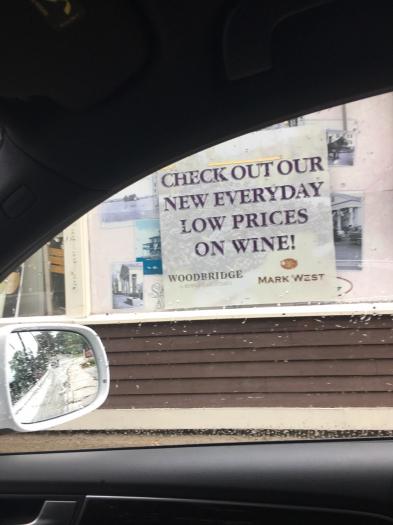 CHECK OUT OUR
NEW EVERYDAY
LOW PRICES
ON WINE!
WOODBRIDGE
MARK WEST